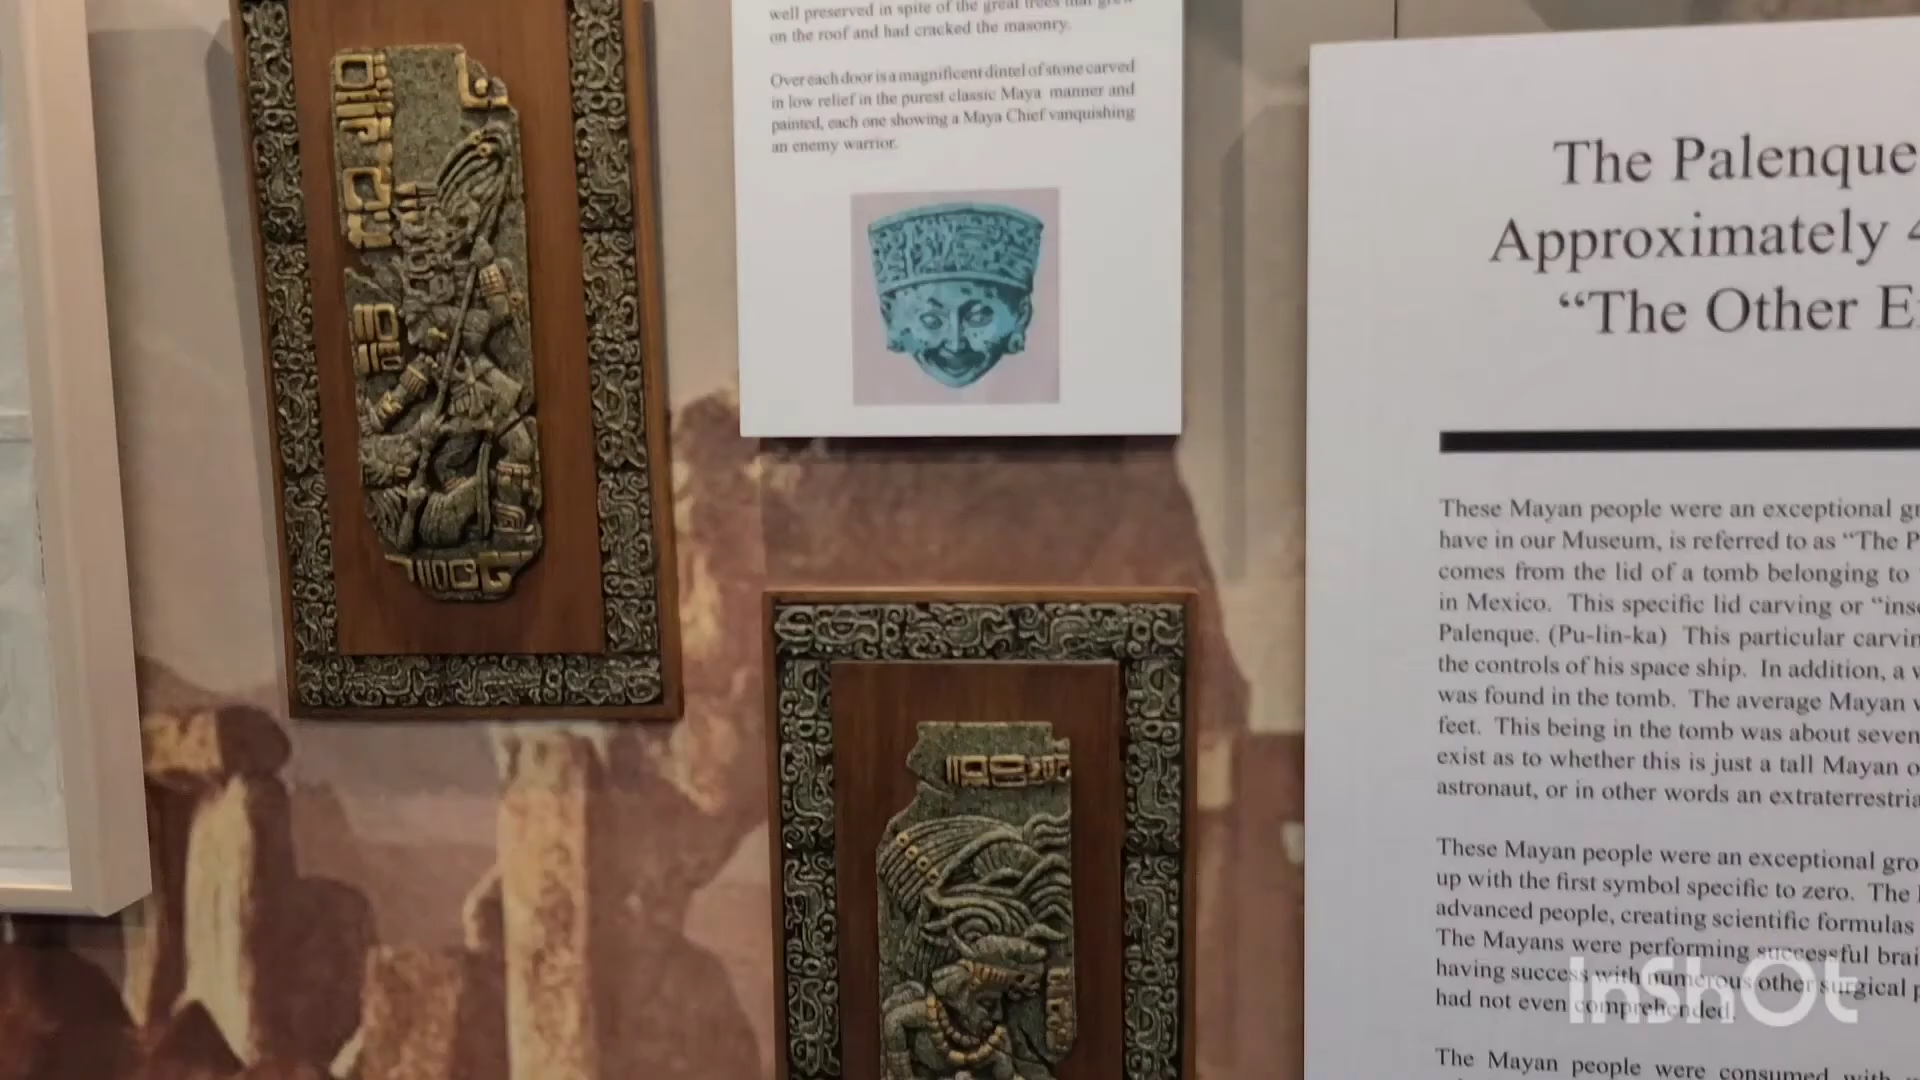 well preserved in spite of the great trees that grew
on the roof and had cracked the masonry.
Over each door is a magnificent dintel of stone carved
in low relief in the purest classic Maya manner and
painted, each one showing a Maya Chief vanquishing
an enemy warrior.
The Palenque
Approximately 4
“The Other E
These Mayan people were an exceptional gr
have in our Museum, is referred to as “The P
comes from the lid of a tomb belonging to
in Mexico. This specific lid carving or “inse
Palenque. (Pu-lin-ka) This particular carvin
the controls of his space ship. In addition, a v
was found in the tomb. The average Mayan v
feet. This being in the tomb was about seven
exist as to whether this is just a tall Mayan o
astronaut, or in other words an extraterrestria
These Mayan people were an exceptional gro
up with the first symbol specific to zero. The
advanced people, creating scientific formulas
The Mayans were performing successful brai
having success with numerous other surgical p
had not even comprehended.
The Mayan people were consumed with
InShOt